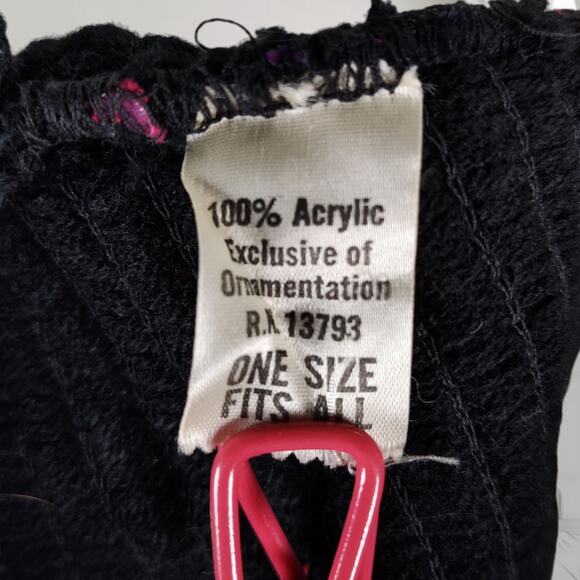 100% Acrylic
Exclusive of
Ornamentation
R.N. 13793
ONE SIZE
FITS ALL